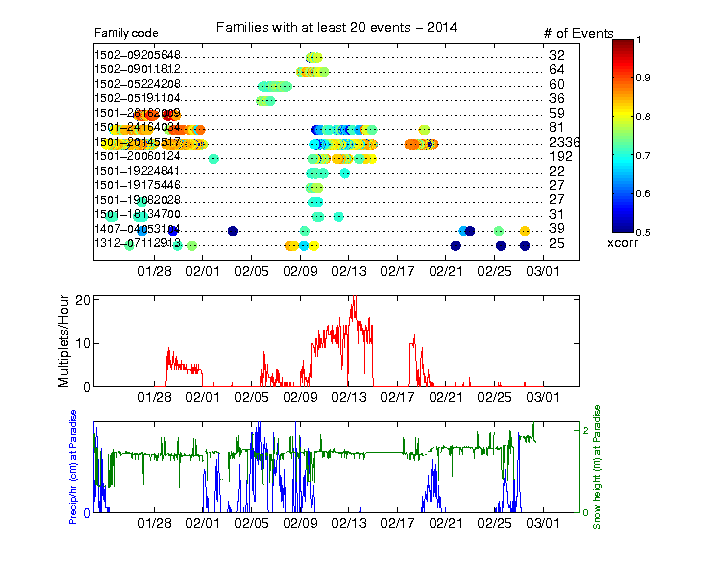 Families with at least 20 events − 2014
Family code
# of Events
1502−09205648 32
1502−09011812 64
1502−05224208 60
1502−05191104 36
59
1501−24164034 81
1501−20145517 2336
1501−20060124 192
1501−19224841 22
1501−19175446 27
1501−19082028 27
1501−18134700 31
1407−04053104 39
1312−07112913 25
01/28 02/01 02/05 02/09 02/13 02/17 02/21 02/25 03/01
1
0.9
0.8
0.7
0.6
0.5
xcorr
Multiplets/Hour
20
10
0
01/28 02/01 02/05 02/09 02/13 02/17 02/21 02/25 03/01
Precip/hr (cm) at Paradise
2
0
0
Snow height (m) at Paradise
01/28 02/01 02/05 02/09 02/13 02/17 02/21 02/25 03/01